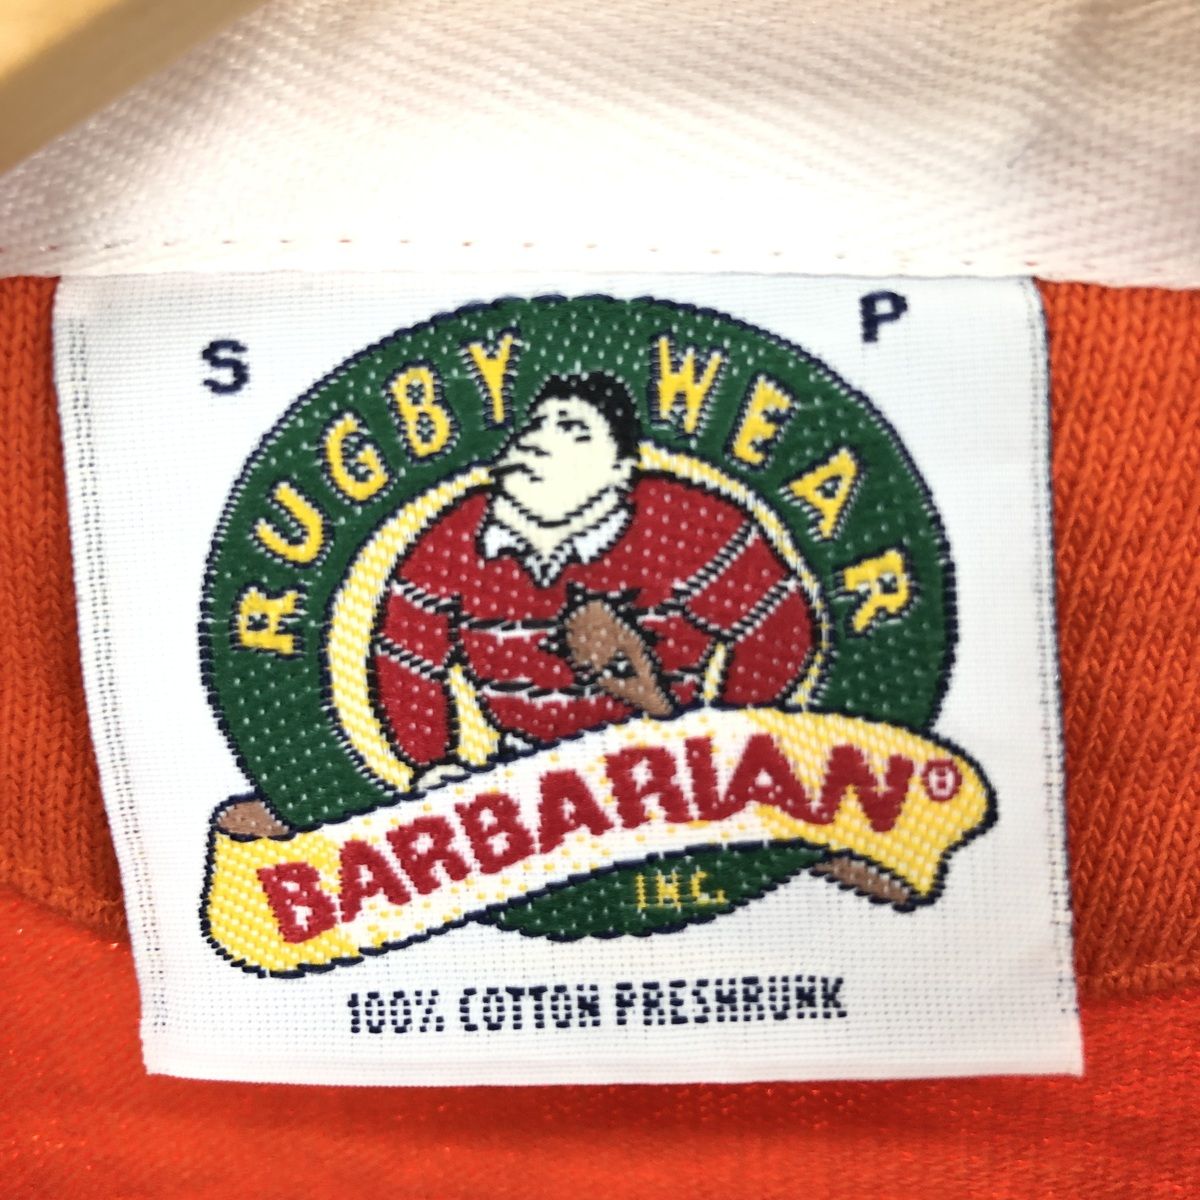 S P
RUGBY WEAR
BARBARIAN®
INC.
100% COTTON PRESHRUNK